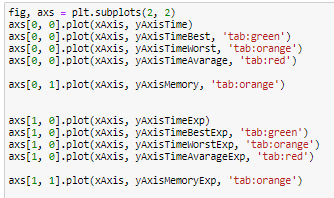 fig, axs = plt.subplots(2, 2)
axs[0, 0].plot(xAxis, yAxisTime)
axs[0, 0].plot(xAxis, yAxisTimeBest, 'tab:green')
axs[0, 0].plot(xAxis, yAxisTimeWorst, 'tab:orange')
axs[0, 0].plot(xAxis, yAxisTimeAvarage, 'tab:red')
axs[0, 1].plot(xAxis, yAxisMemory, 'tab:orange')
axs[1, 0].plot(xAxis, yAxisTimeExp)
axs[1, 0].plot(xAxis, yAxisTimeBestExp, 'tab:green')
axs[1, 0].plot(xAxis, yAxisTimeWorstExp, 'tab:orange')
axs[1, 0].plot(xAxis, yAxisTimeAvarageExp, 'tab:red')
axs[1, 1].plot(xAxis, yAxisMemoryExp, 'tab:orange')